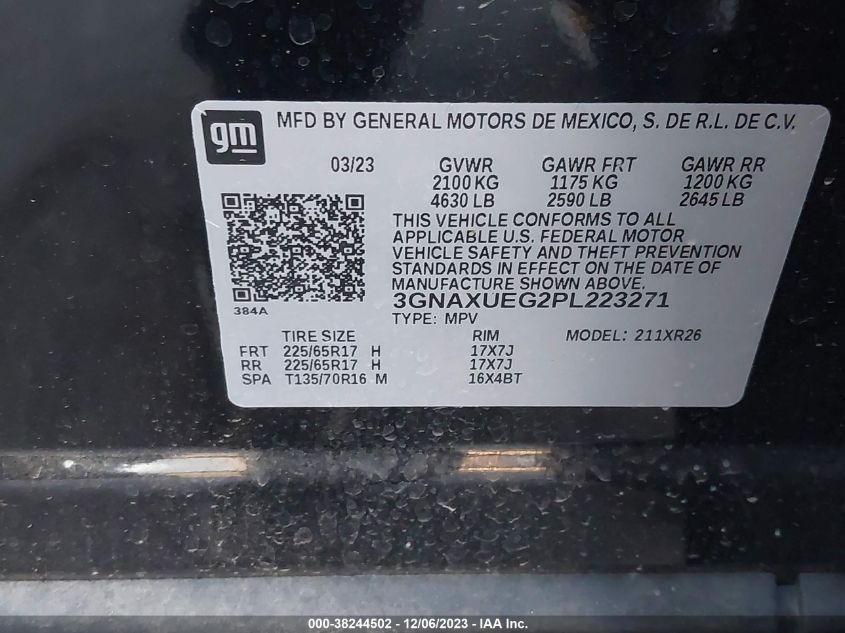 gm
MFD BY GENERAL MOTORS DE MEXICO, S. DE R.L. DE C.V.
03/23 GVWR GAWR FRT GAWR RR
2100 KG 1175 KG 1200 KG
4630 LB 2590 LB 2645 LB
THIS VEHICLE CONFORMS TO ALL
APPLICABLE U.S. FEDERAL MOTOR
VEHICLE SAFETY AND THEFT PREVENTION
STANDARDS IN EFFECT ON THE DATE OF
MANUFACTURE SHOWN ABOVE.
3GNAXUEG2PL223271
384A
TYPE: MPV
TIRE SIZE RIM MODEL: 211XR26
FRT 225/65R17 H 17X7J
RR 225/65R17 H 17X7J
SPA T135/70R16 M 16X4BT
000-38244502 - 12/06/2023 - IAA Inc.